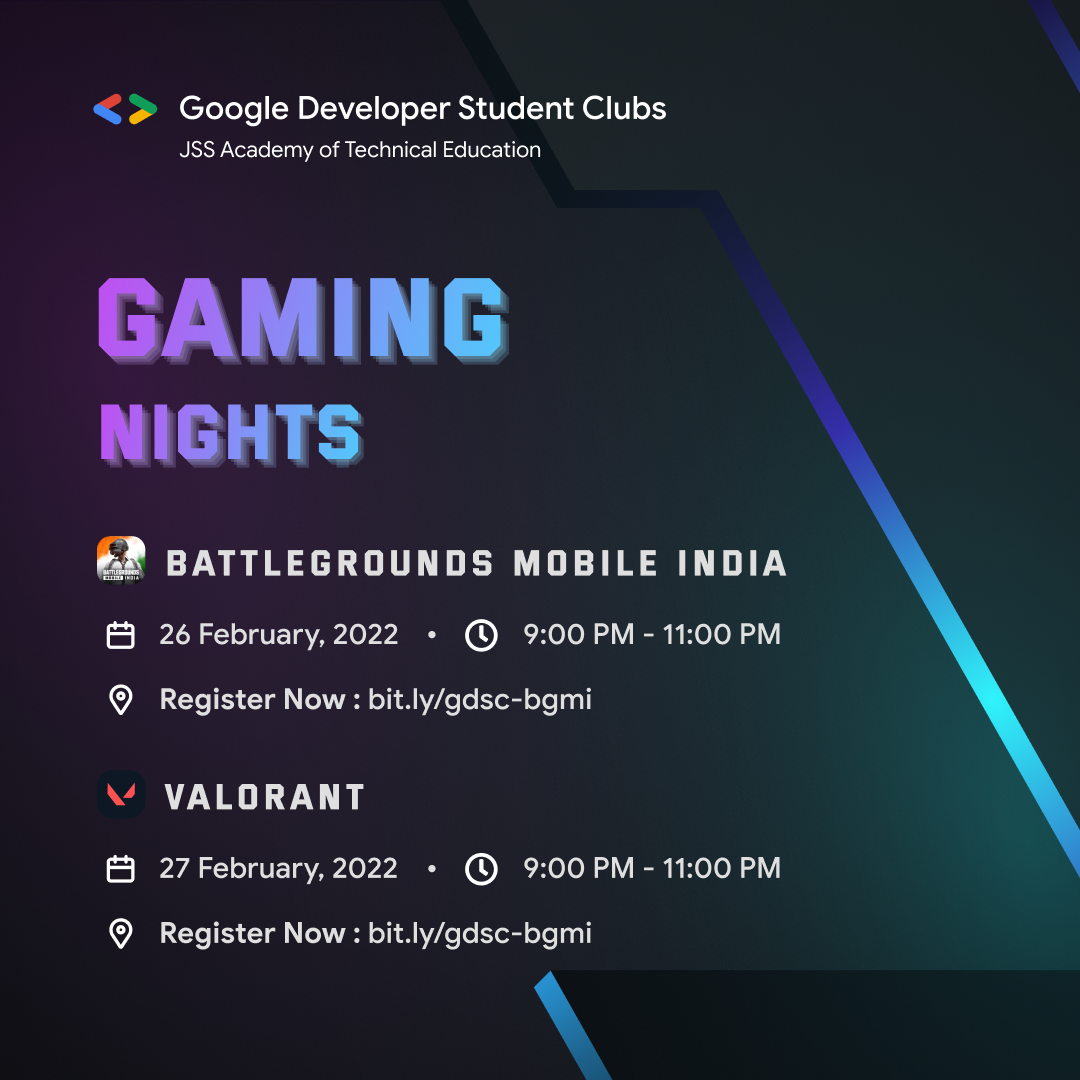 Google Developer Student Clubs
JSS Academy of Technical Education
GAMING
NIGHTS
BATTLEGROUNDS MOBILE INDIA
26 February, 2022 • 9:00 PM - 11:00 PM
Register Now : bit.ly/gdsc-bgmi
VALORANT
27 February, 2022 • 9:00 PM - 11:00 PM
Register Now : bit.ly/gdsc-bgmi